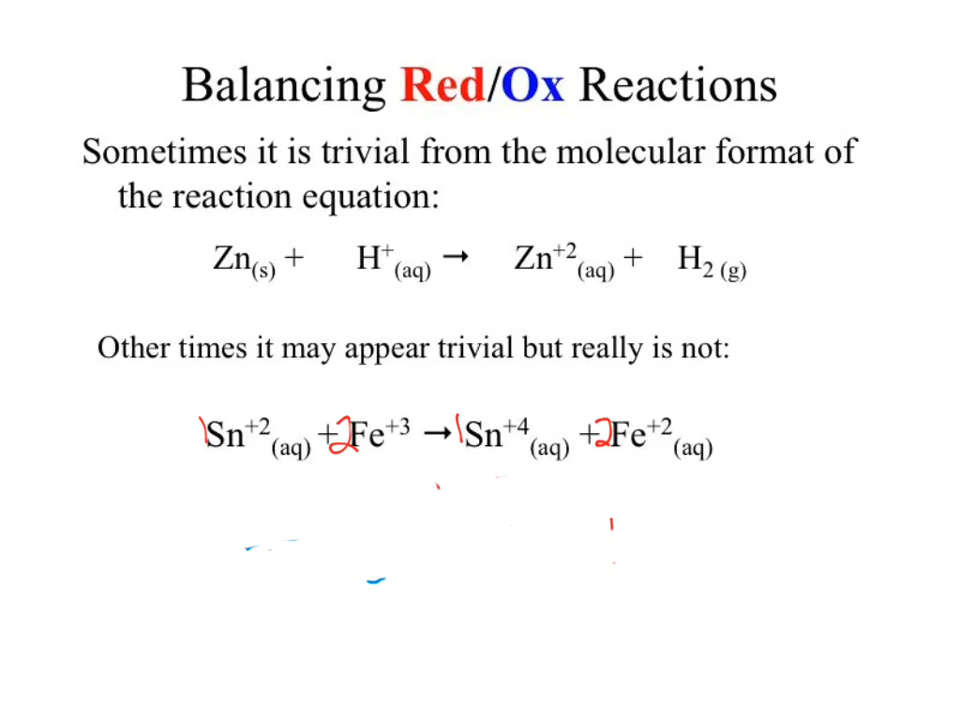 Balancing Red/Ox Reactions
Sometimes it is trivial from the molecular format of
the reaction equation:
Zn(s) + H⁺(aq) → Zn⁺²(aq) + H₂ (g)
Other times it may appear trivial but really is not:
1Sn⁺²(aq) + 2Fe⁺³ → 1Sn⁺⁴(aq) + 2Fe⁺²(aq)